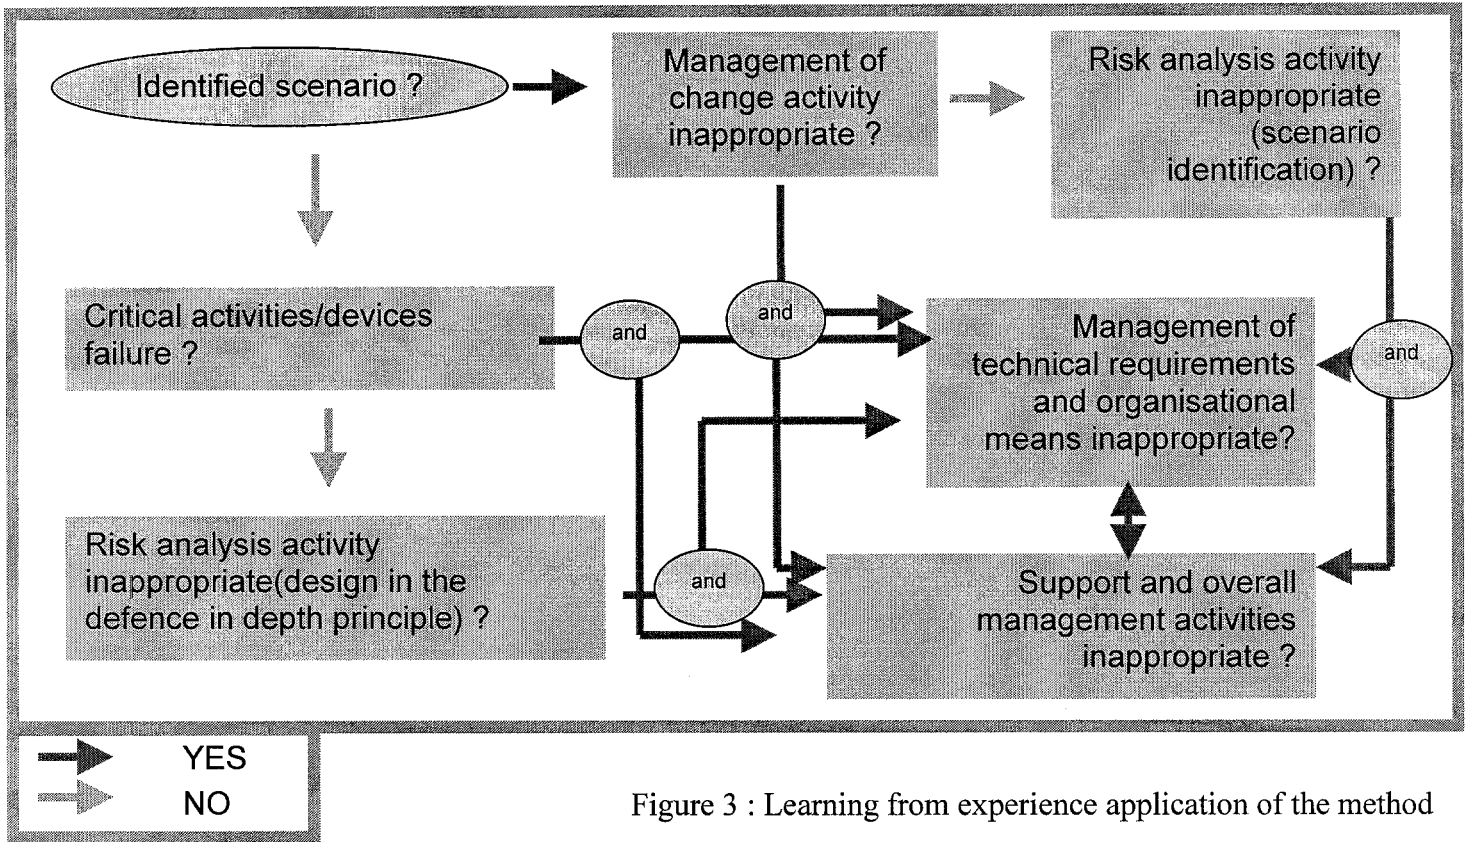 Identified scenario ?
Management of
change activity
inappropriate ?
Risk analysis activity
inappropriate
(scenario
identification) ?
Critical activities/devices
failure ?
and
and
Management of
technical requirements
and organisational
means inappropriate?
and
Risk analysis activity
inappropriate(design in the
defence in depth principle) ?
and
Support and overall
management activities
inappropriate ?
YES
NO
Figure 3 : Learning from experience application of the method